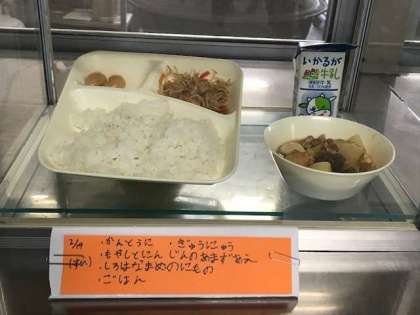 いかるが
牛乳
2/19
・かんとうに ・ぎゅうにゅう
・もやしとにんじんのあまずあえ
・しろはなまめのにもの
・ごはん